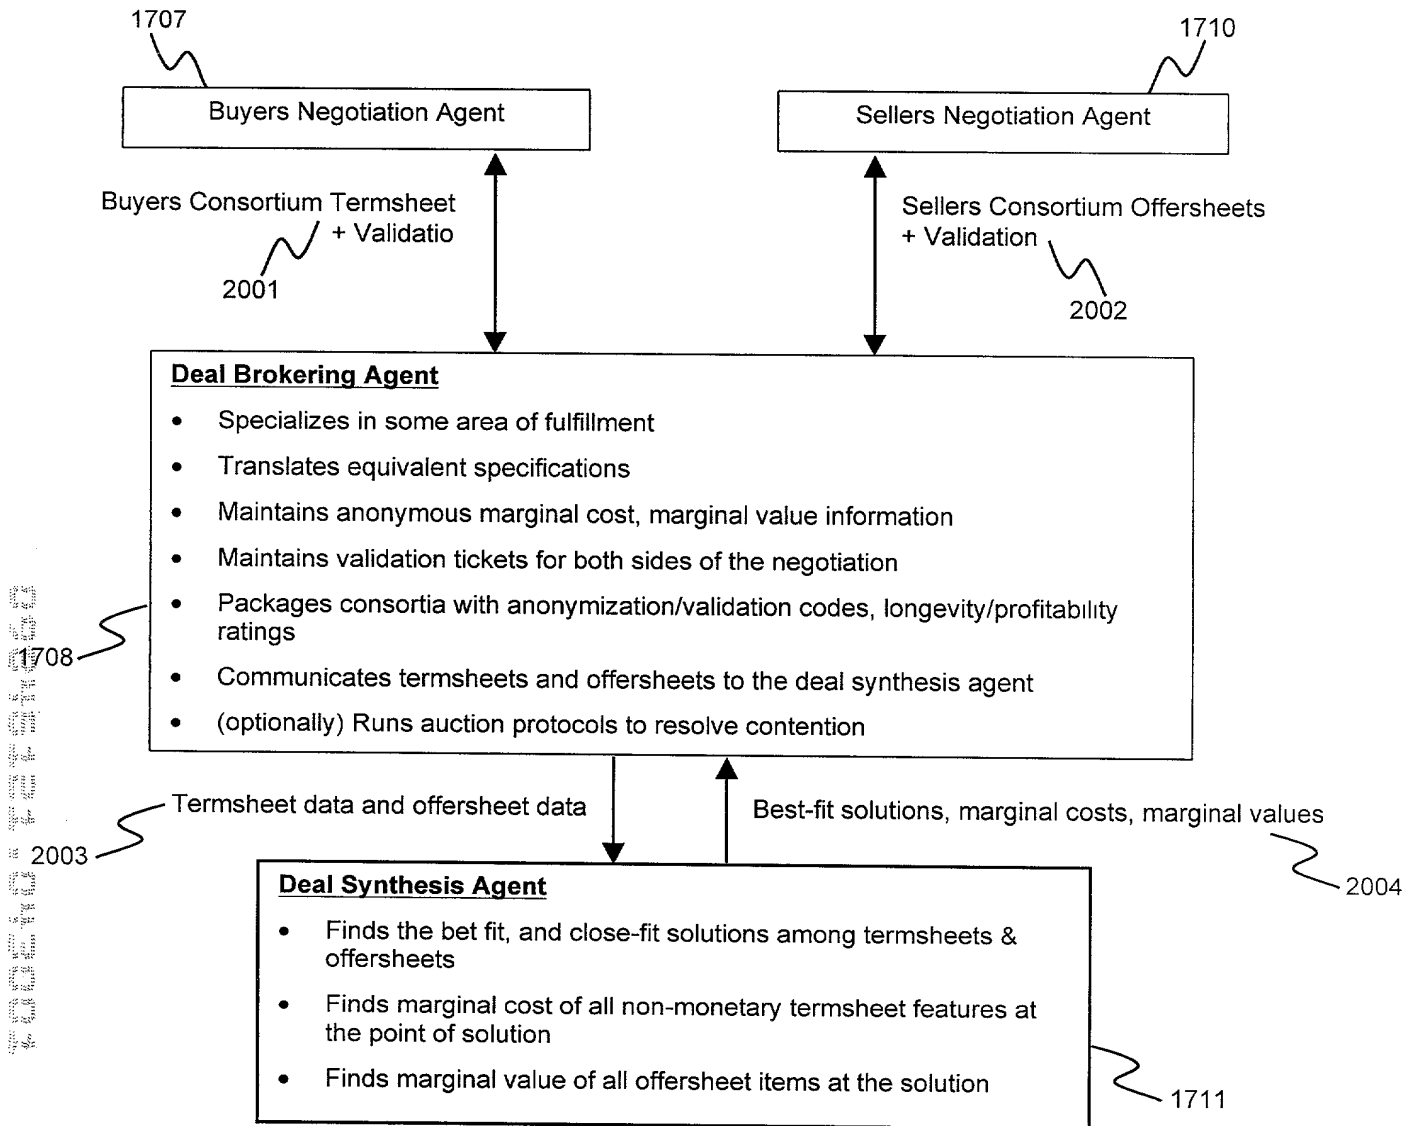 1707
1710
Buyers Negotiation Agent
Sellers Negotiation Agent
Buyers Consortium Termsheet
+ Validatio
2001
Sellers Consortium Offersheets
+ Validation
2002
Deal Brokering Agent
• Specializes in some area of fulfillment
• Translates equivalent specifications
• Maintains anonymous marginal cost, marginal value information
• Maintains validation tickets for both sides of the negotiation
• Packages consortia with anonymization/validation codes, longevity/profitability
ratings
1708
• Communicates termsheets and offersheets to the deal synthesis agent
• (optionally) Runs auction protocols to resolve contention
Termsheet data and offersheet data
2003
Best-fit solutions, marginal costs, marginal values
2004
Deal Synthesis Agent
• Finds the bet fit, and close-fit solutions among termsheets &
offersheets
• Finds marginal cost of all non-monetary termsheet features at
the point of solution
• Finds marginal value of all offersheet items at the solution
1711